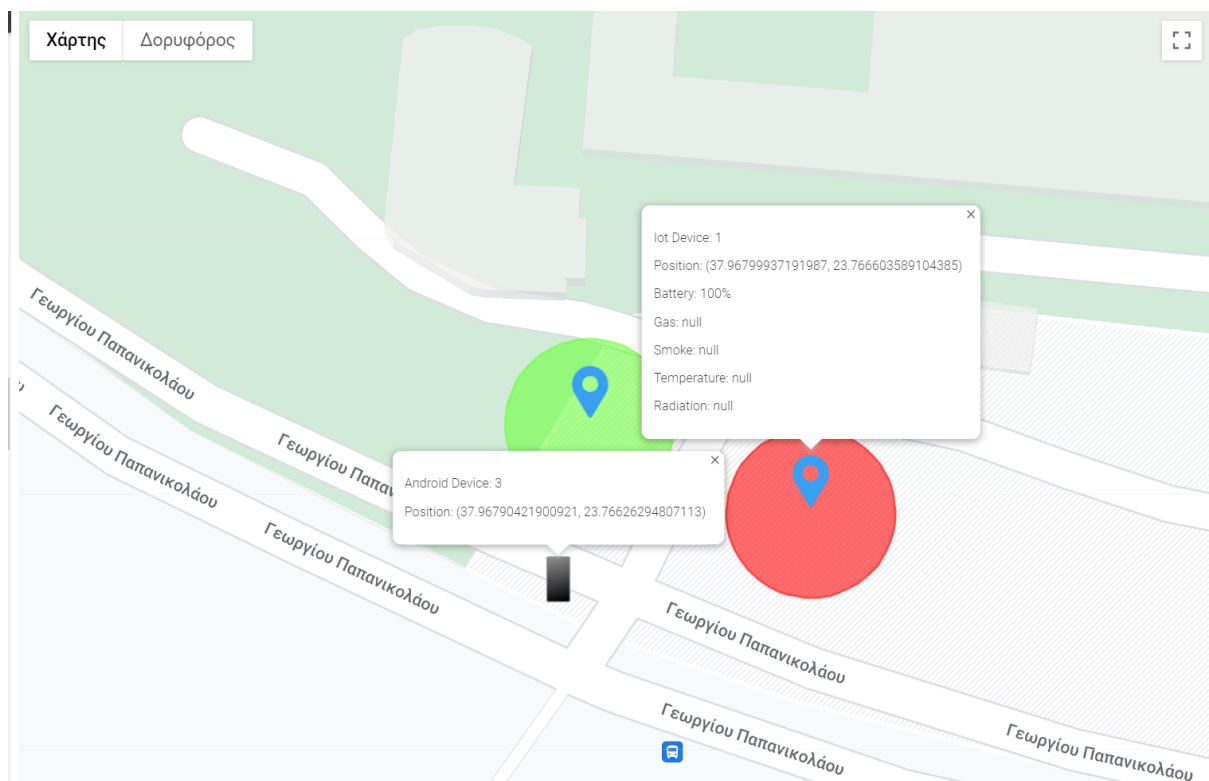 Χάρτης
Δορυφόρος
Iot Device: 1
Position: (37.96799937191987, 23.766603589104385)
Battery: 100%
Gas: null
Smoke: null
Temperature: null
Radiation: null
Γεωργίου Παπανικολάου
Γεωργίου Παπανικολάου
Γεωργίου
Android Device: 3
Position: (37.96790421900921, 23.76626294807113)
Γεωργίου Παπανικολάου
Γεωργίου Παπανικολάου
Γεωργίου Παπανικολάου
Γεωργίου Παπανικολάου